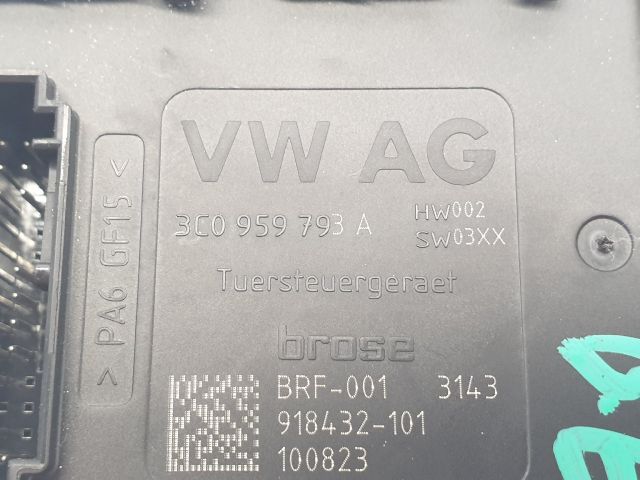 VW AG
3C0 959 793 A
HW002
SW03XX
Tuersteuergeraet
brose
BRF-001 3143
918432-101
100823
> PA6 GF15 <